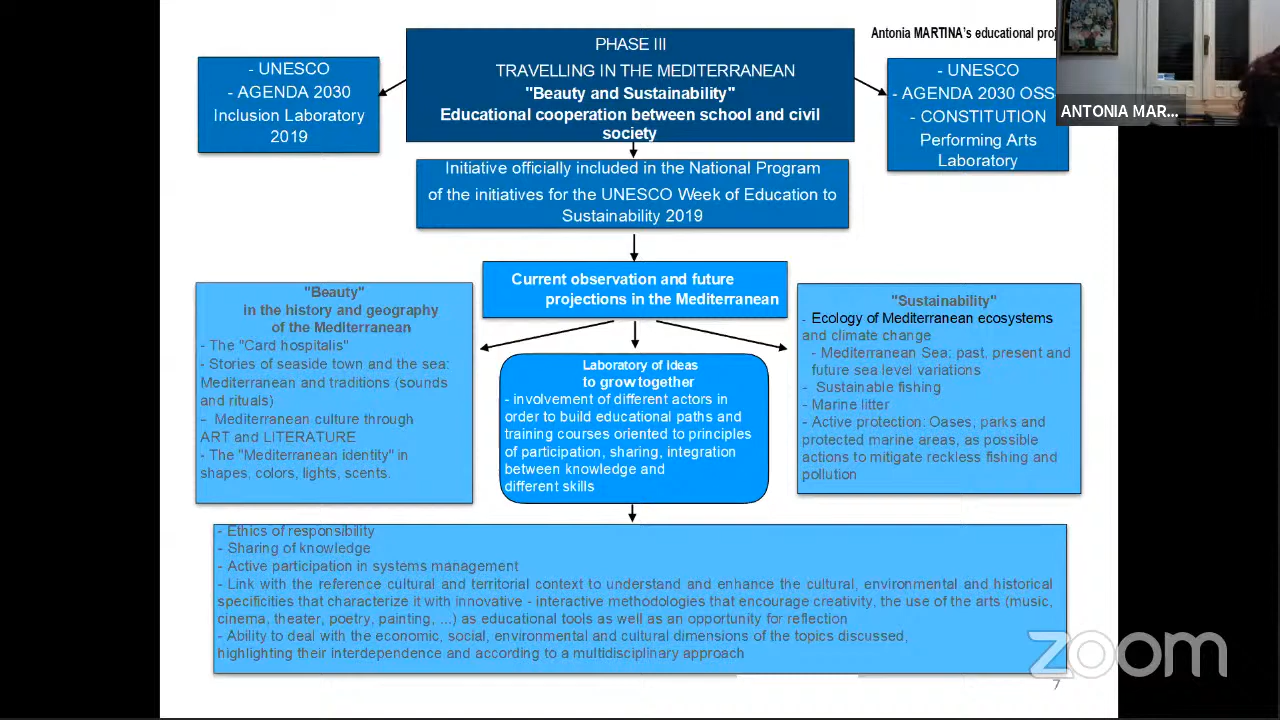 Antonia MARTINA's educational proj
PHASE III
TRAVELLING IN THE MEDITERRANEAN
"Beauty and Sustainability"
Educational cooperation between school and civil
society
- UNESCO
- AGENDA 2030
Inclusion Laboratory
2019
- UNESCO
- AGENDA 2030 OSS
- CONSTITUTION
Performing Arts
Laboratory
ANTONIA MAR...
Initiative officially included in the National Program
of the initiatives for the UNESCO Week of Education to
Sustainability 2019
Current observation and future
projections in the Mediterranean
"Beauty"
in the history and geography
of the Mediterranean
- The "Card hospitalis"
- Stories of seaside town and the sea:
Mediterranean and traditions (sounds
and rituals)
- Mediterranean culture through
ART and LITERATURE
- The "Mediterranean identity" in
shapes, colors, lights, scents.
Laboratory of ideas
to grow together
- involvement of different actors in
order to build educational paths and
training courses oriented to principles
of participation, sharing, integration
between knowledge and
different skills
"Sustainability"
- Ecology of Mediterranean ecosystems
and climate change
- Mediterranean Sea: past, present and
future sea level variations
- Sustainable fishing
- Marine litter
- Active protection: Oases, parks and
protected marine areas, as possible
actions to mitigate reckless fishing and
pollution
- Ethics of responsibility
- Sharing of knowledge
- Active participation in systems management
- Link with the reference cultural and territorial context to understand and enhance the cultural, environmental and historical
specificities that characterize it with innovative - interactive methodologies that encourage creativity, the use of the arts (music,
cinema, theater, poetry, painting, ...) as educational tools as well as an opportunity for reflection
- Ability to deal with the economic, social, environmental and cultural dimensions of the topics discussed,
highlighting their interdependence and according to a multidisciplinary approach
zoom
7